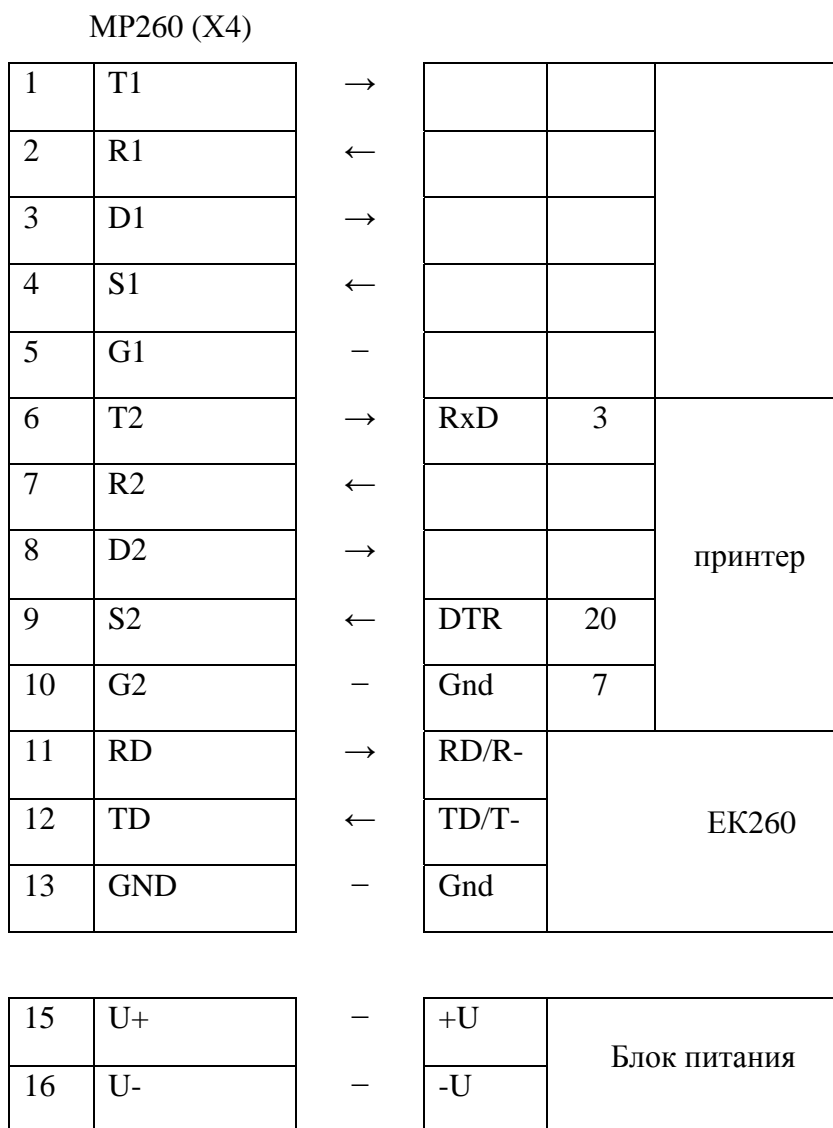 МР260 (X4)
1 T1 →
2 R1 ←
3 D1 →
4 S1 ←
5 G1 –
6 T2 → RxD 3
7 R2 ←
8 D2 → принтер
9 S2 ← DTR 20
10 G2 – Gnd 7
11 RD → RD/R-
12 TD ← TD/T- ЕК260
13 GND – Gnd
15 U+ – +U
Блок питания
16 U- – -U